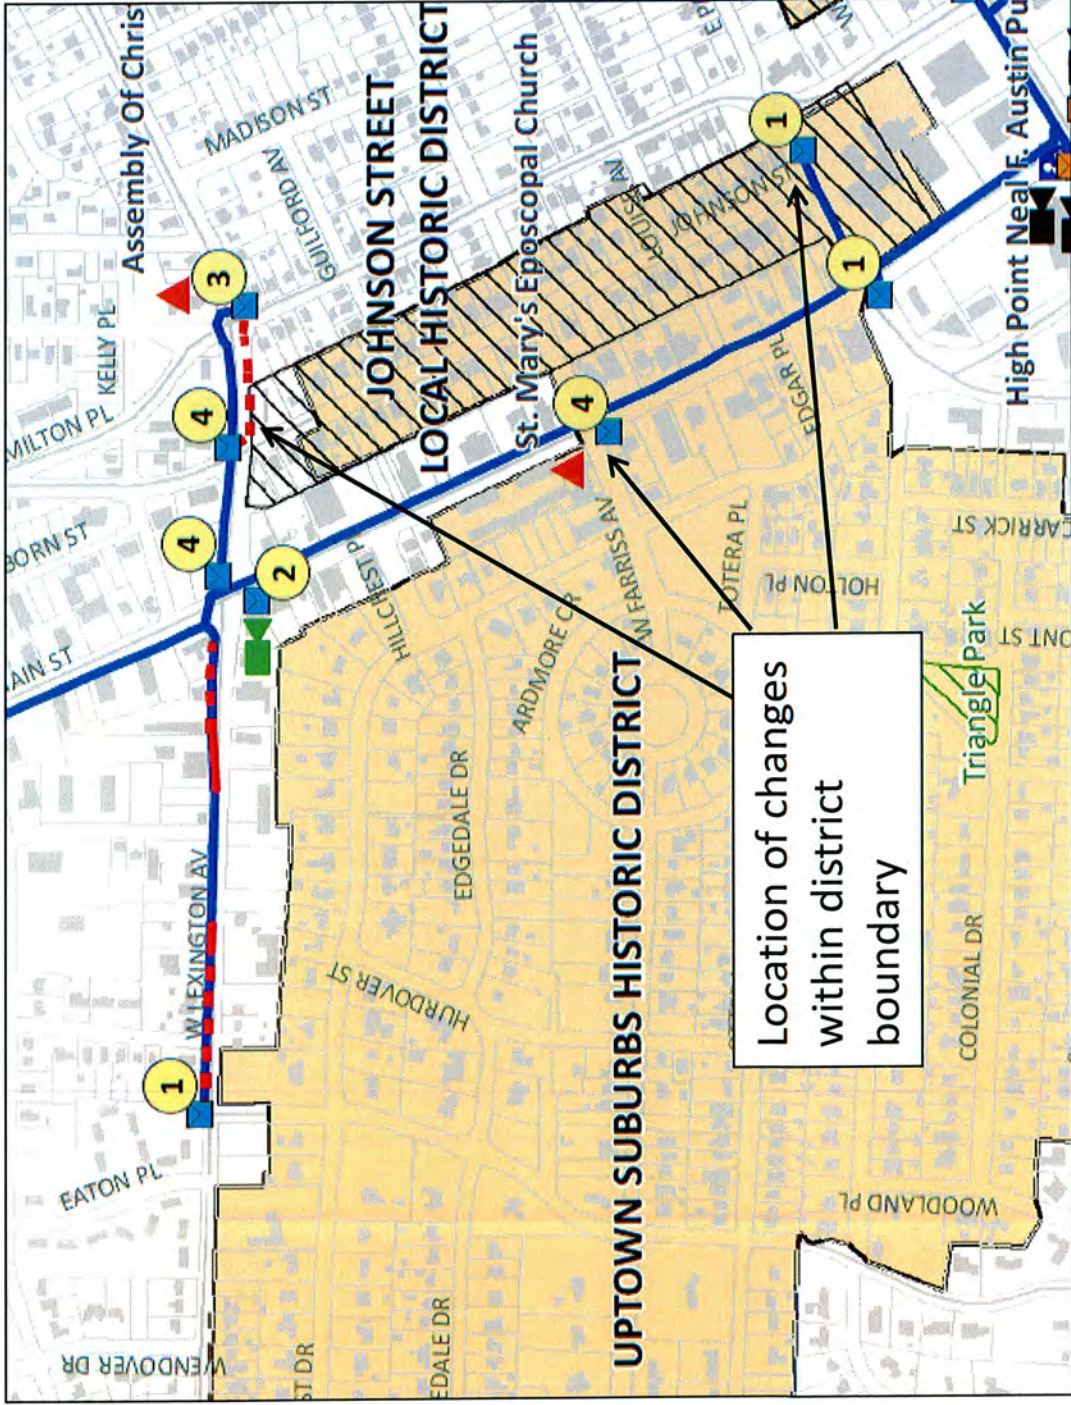 Assembly Of Chris
KELLY PL
MADISON ST
GUILFORD AV
MILTON PL
BORN ST
AIN ST
3
4
4
2
JOHNSON STREET
LOCAL HISTORIC DISTRICT
St. Mary's Eposcopal Church
LOUISE AV
JOHNSON ST
1
1
4
EDGAR PL
High Point Neal F. Austin Pu
W LEXINGTON AV
1
EATON PL
WENDOVER DR
HILLCREST PL
W FARRISS AV
ARDMORE CR
TOTERA PL
HOLTON PL
CARRICK ST
ONT ST
EDGEDALE DR
HURDOVER ST
UPTOWN SUBURBS HISTORIC DISTRICT
Location of changes
within district
boundary
Triangle Park
COLONIAL DR
WOODLAND PL
ST DR
EDALE DR